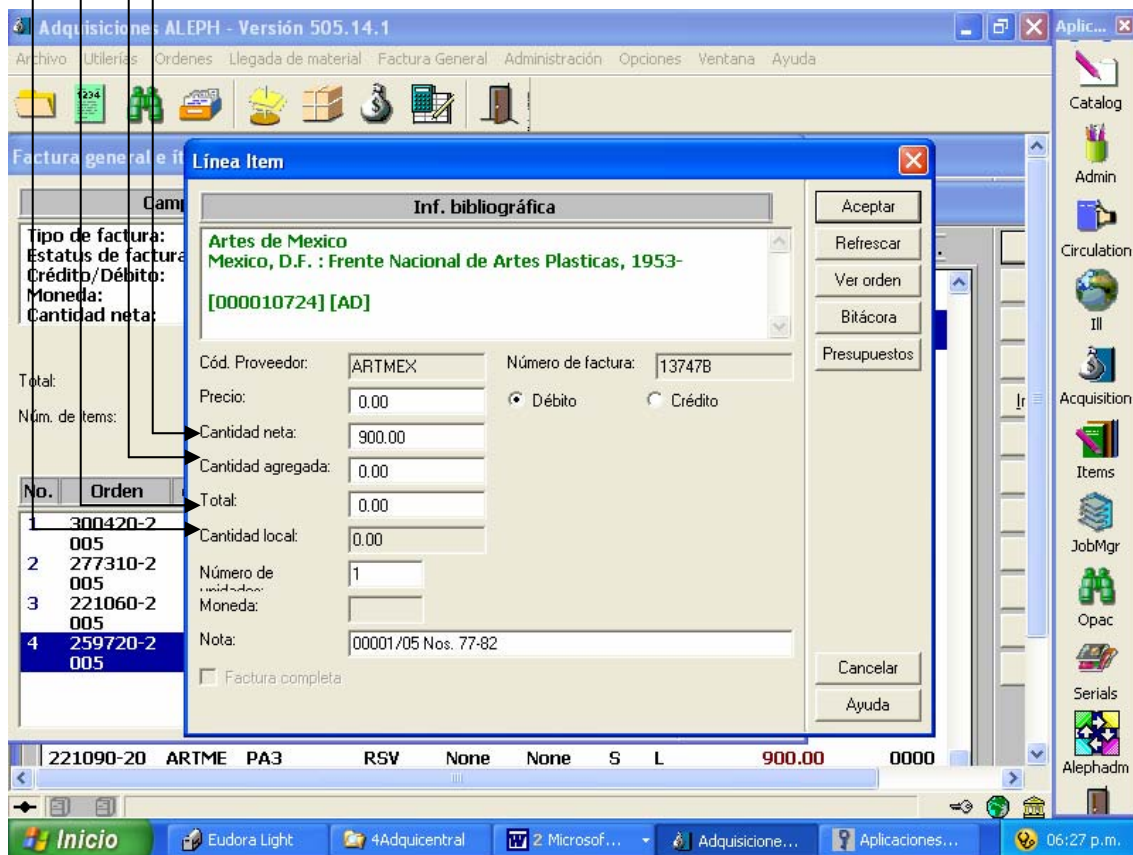 Adquisiciones ALEPH - Versión 505.14.1
Aplic...
Archivo Utilerías Ordenes Llegada de material Factura General Administración Opciones Ventana Ayuda
1234
Catalog
Admin
Circulation
Ill
Acquisition
Items
JobMgr
Opac
Serials
Alephadm
Factura general e ít
Camp
Tipo de factura:
Estatus de factura
Crédito/Débito:
Moneda:
Cantidad neta:
Total:
Núm. de items:
No. Orden
1 300420-2
005
2 277310-2
005
3 221060-2
005
4 259720-2
005
Línea Item
Inf. bibliográfica
Artes de Mexico
Mexico, D.F. : Frente Nacional de Artes Plasticas, 1953-
[000010724] [AD]
Cód. Proveedor: ARTMEX Número de factura: 13747B
Precio: 0.00 Débito Crédito
Cantidad neta: 900.00
Cantidad agregada: 0.00
Total: 0.00
Cantidad local: 0.00
Número de 1
Moneda:
Nota: 00001/05 Nos. 77-82
Factura completa
Aceptar
Refrescar
Ver orden
Bitácora
Presupuestos
Cancelar
Ayuda
221090-20 ARTME PA3 RSV None None S L 900.00 0000
Inicio Eudora Light 4Adquicentral 2 Microsof... Adquisicione... Aplicaciones... 06:27 p.m.